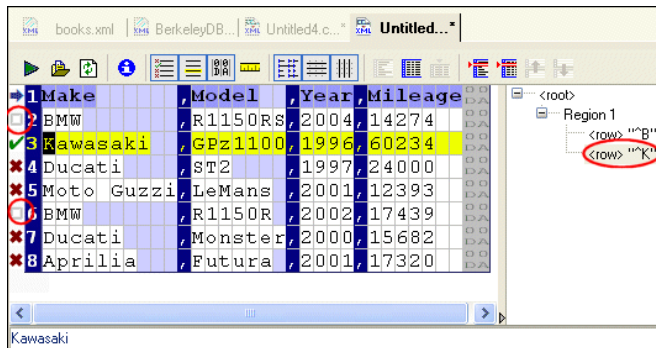 books.xml BerkeleyDB... Untitled4.c...* Untitled...*
1 Make ,Model ,Year,Mileage
2 BMW ,R1150RS,2004,14274
3 Kawasaki ,GPz1100,1996,60234
4 Ducati ,ST2 ,1997,24000
5 Moto Guzzi,LeMans ,2001,12393
6 BMW ,R1150R ,2002,17439
7 Ducati ,Monster,2000,15682
8 Aprilia ,Futura ,2001,17320
<root>
Region 1
<row> "^B"
<row> "^K"
Kawasaki